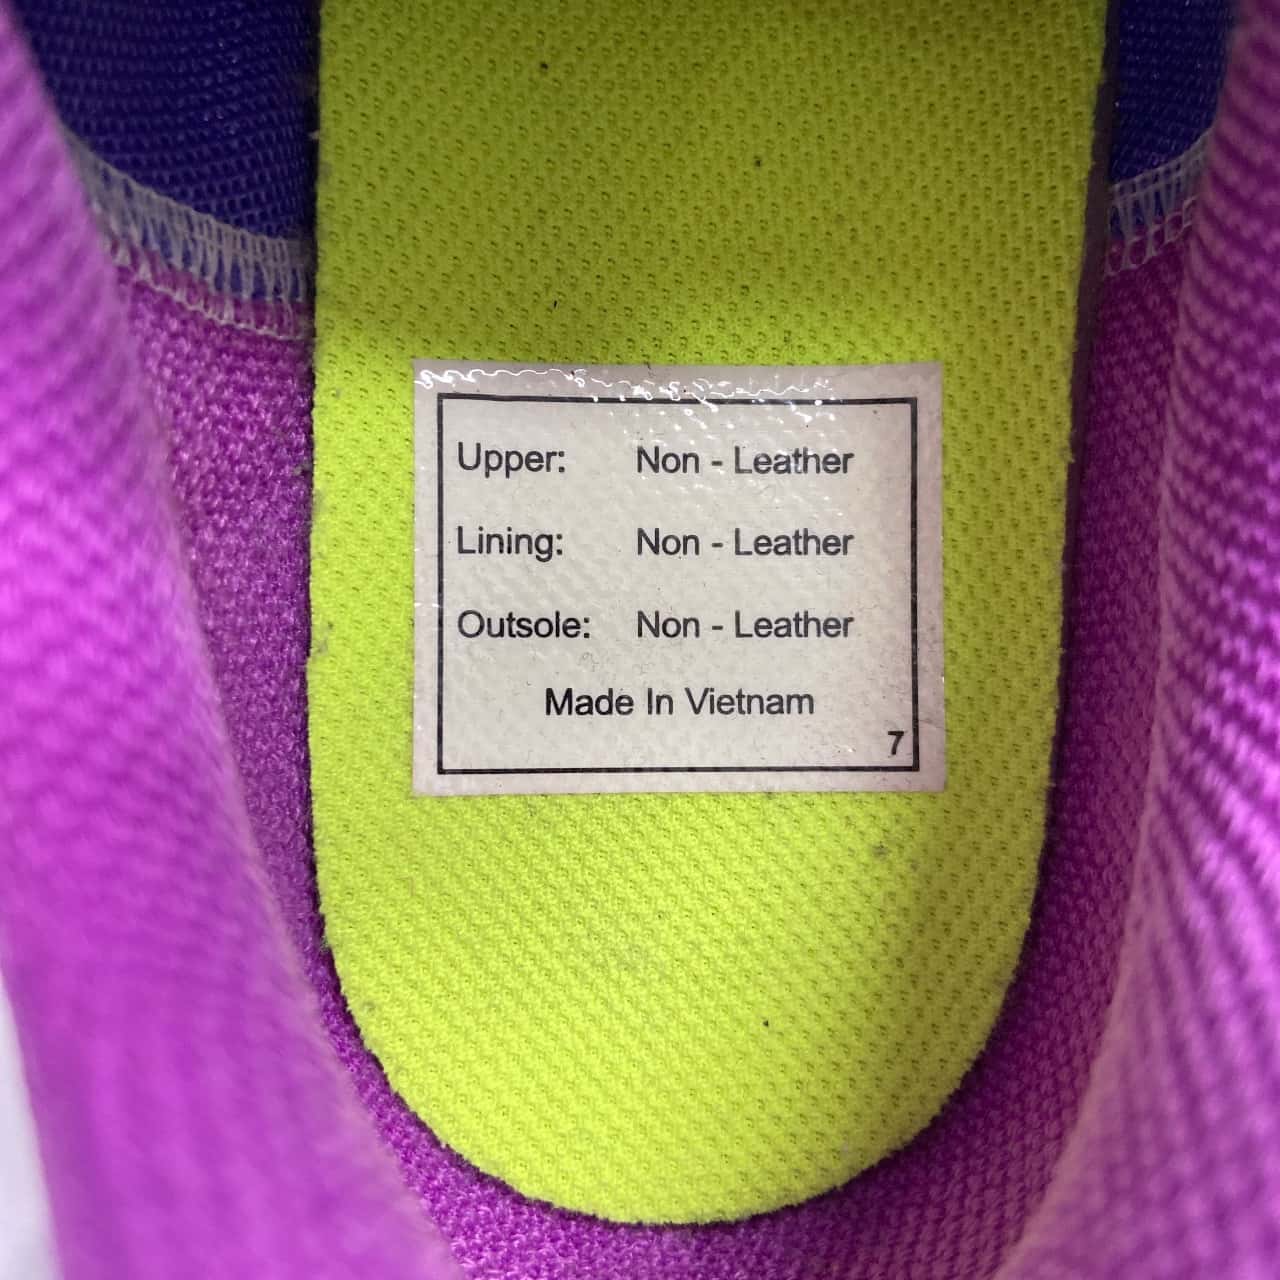 Upper: Non - Leather
Lining: Non - Leather
Outsole: Non - Leather
Made In Vietnam
7